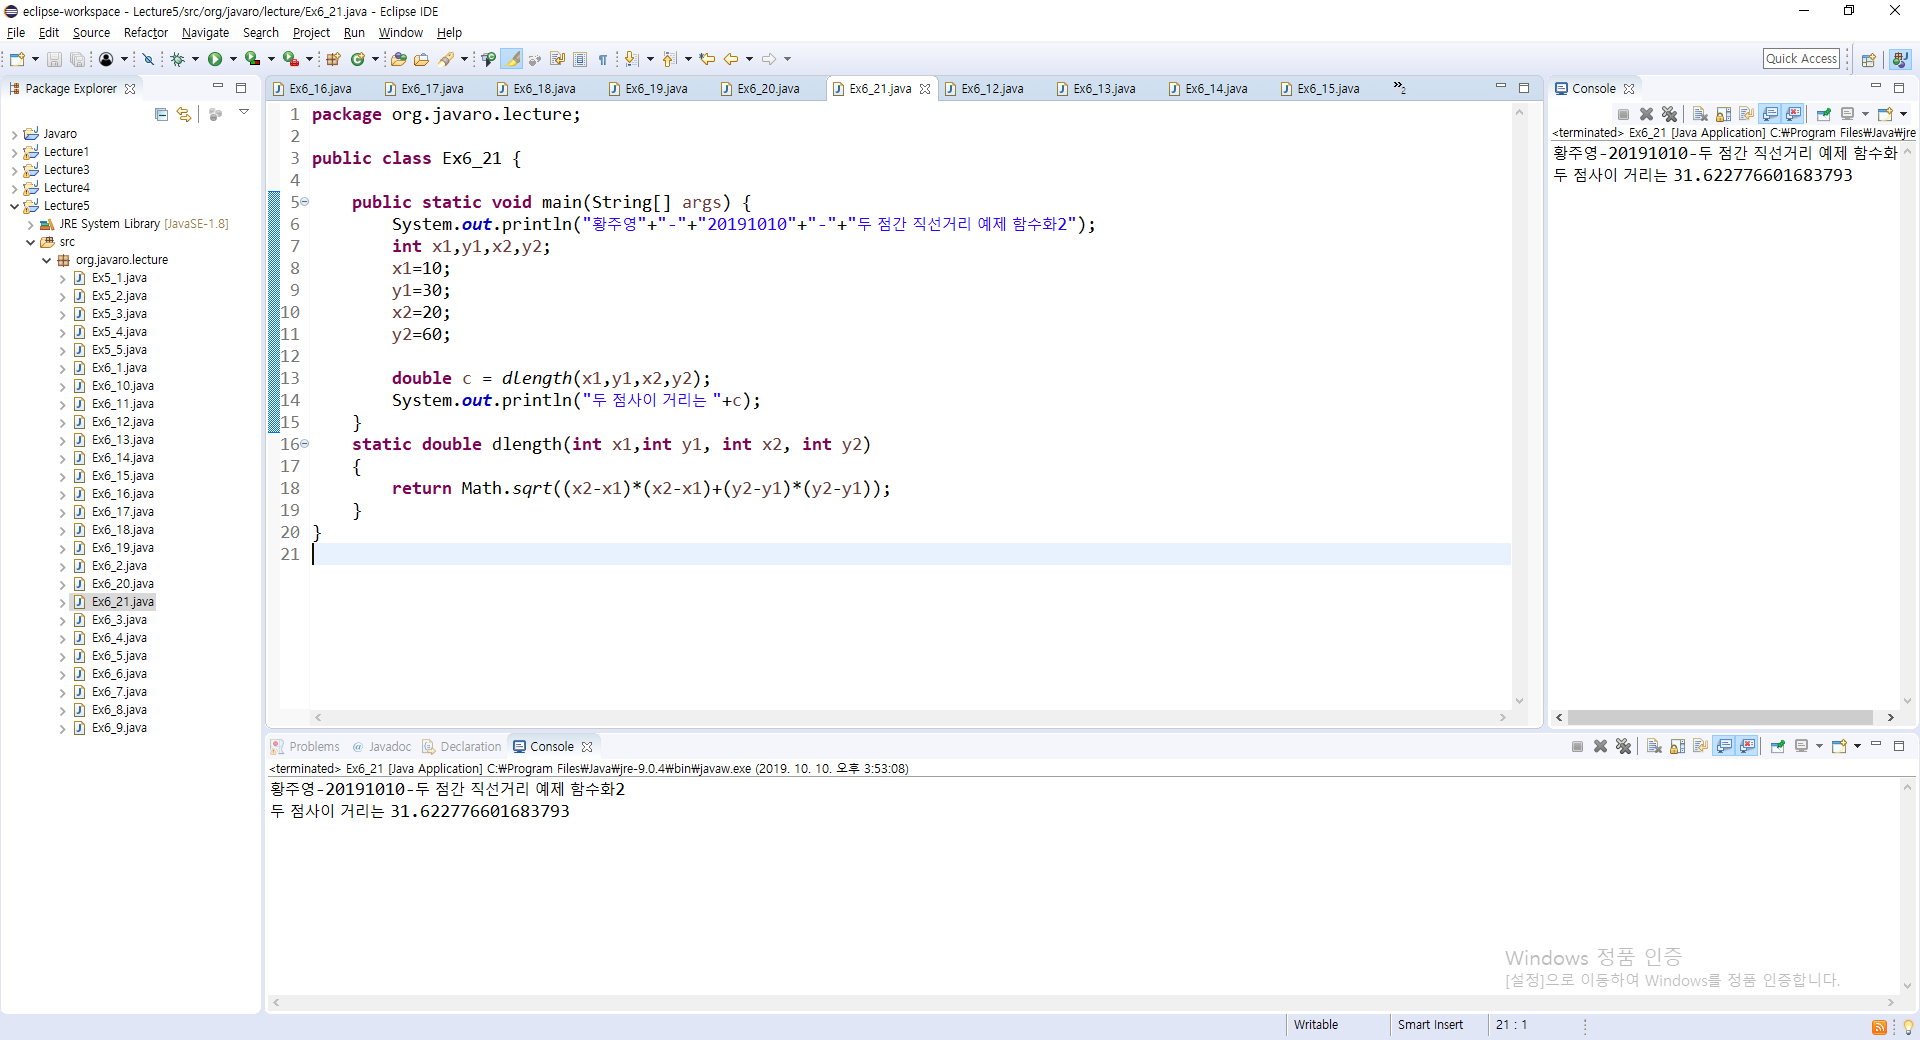 eclipse-workspace - Lecture5/src/org/javaro/lecture/Ex6_21.java - Eclipse IDE
File Edit Source Refactor Navigate Search Project Run Window Help
Quick Access
Package Explorer
Javaro
Lecture1
Lecture3
Lecture4
Lecture5
JRE System Library [JavaSE-1.8]
src
org.javaro.lecture
Ex5_1.java
Ex5_2.java
Ex5_3.java
Ex5_4.java
Ex5_5.java
Ex6_1.java
Ex6_10.java
Ex6_11.java
Ex6_12.java
Ex6_13.java
Ex6_14.java
Ex6_15.java
Ex6_16.java
Ex6_17.java
Ex6_18.java
Ex6_19.java
Ex6_2.java
Ex6_20.java
Ex6_21.java
Ex6_3.java
Ex6_4.java
Ex6_5.java
Ex6_6.java
Ex6_7.java
Ex6_8.java
Ex6_9.java
Ex6_16.java Ex6_17.java Ex6_18.java Ex6_19.java Ex6_20.java Ex6_21.java Ex6_12.java Ex6_13.java Ex6_14.java Ex6_15.java »2
1 package org.javaro.lecture;
2
3 public class Ex6_21 {
4
5 public static void main(String[] args) {
6 System.out.println("황주영"+"-"+"20191010"+"-"+"두 점간 직선거리 예제 함수화2");
7 int x1,y1,x2,y2;
8 x1=10;
9 y1=30;
10 x2=20;
11 y2=60;
12
13 double c = dlength(x1,y1,x2,y2);
14 System.out.println("두 점사이 거리는 "+c);
15 }
16 static double dlength(int x1,int y1, int x2, int y2)
17 {
18 return Math.sqrt((x2-x1)*(x2-x1)+(y2-y1)*(y2-y1));
19 }
20 }
21
Console
<terminated> Ex6_21 [Java Application] C:₩Program Files₩Java₩jre
황주영-20191010-두 점간 직선거리 예제 함수화
두 점사이 거리는 31.622776601683793
Problems @ Javadoc Declaration Console
<terminated> Ex6_21 [Java Application] C:₩Program Files₩Java₩jre-9.0.4₩bin₩javaw.exe (2019. 10. 10. 오후 3:53:08)
황주영-20191010-두 점간 직선거리 예제 함수화2
두 점사이 거리는 31.622776601683793
Windows 정품 인증
[설정]으로 이동하여 Windows를 정품 인증합니다.
Writable Smart Insert 21 : 1